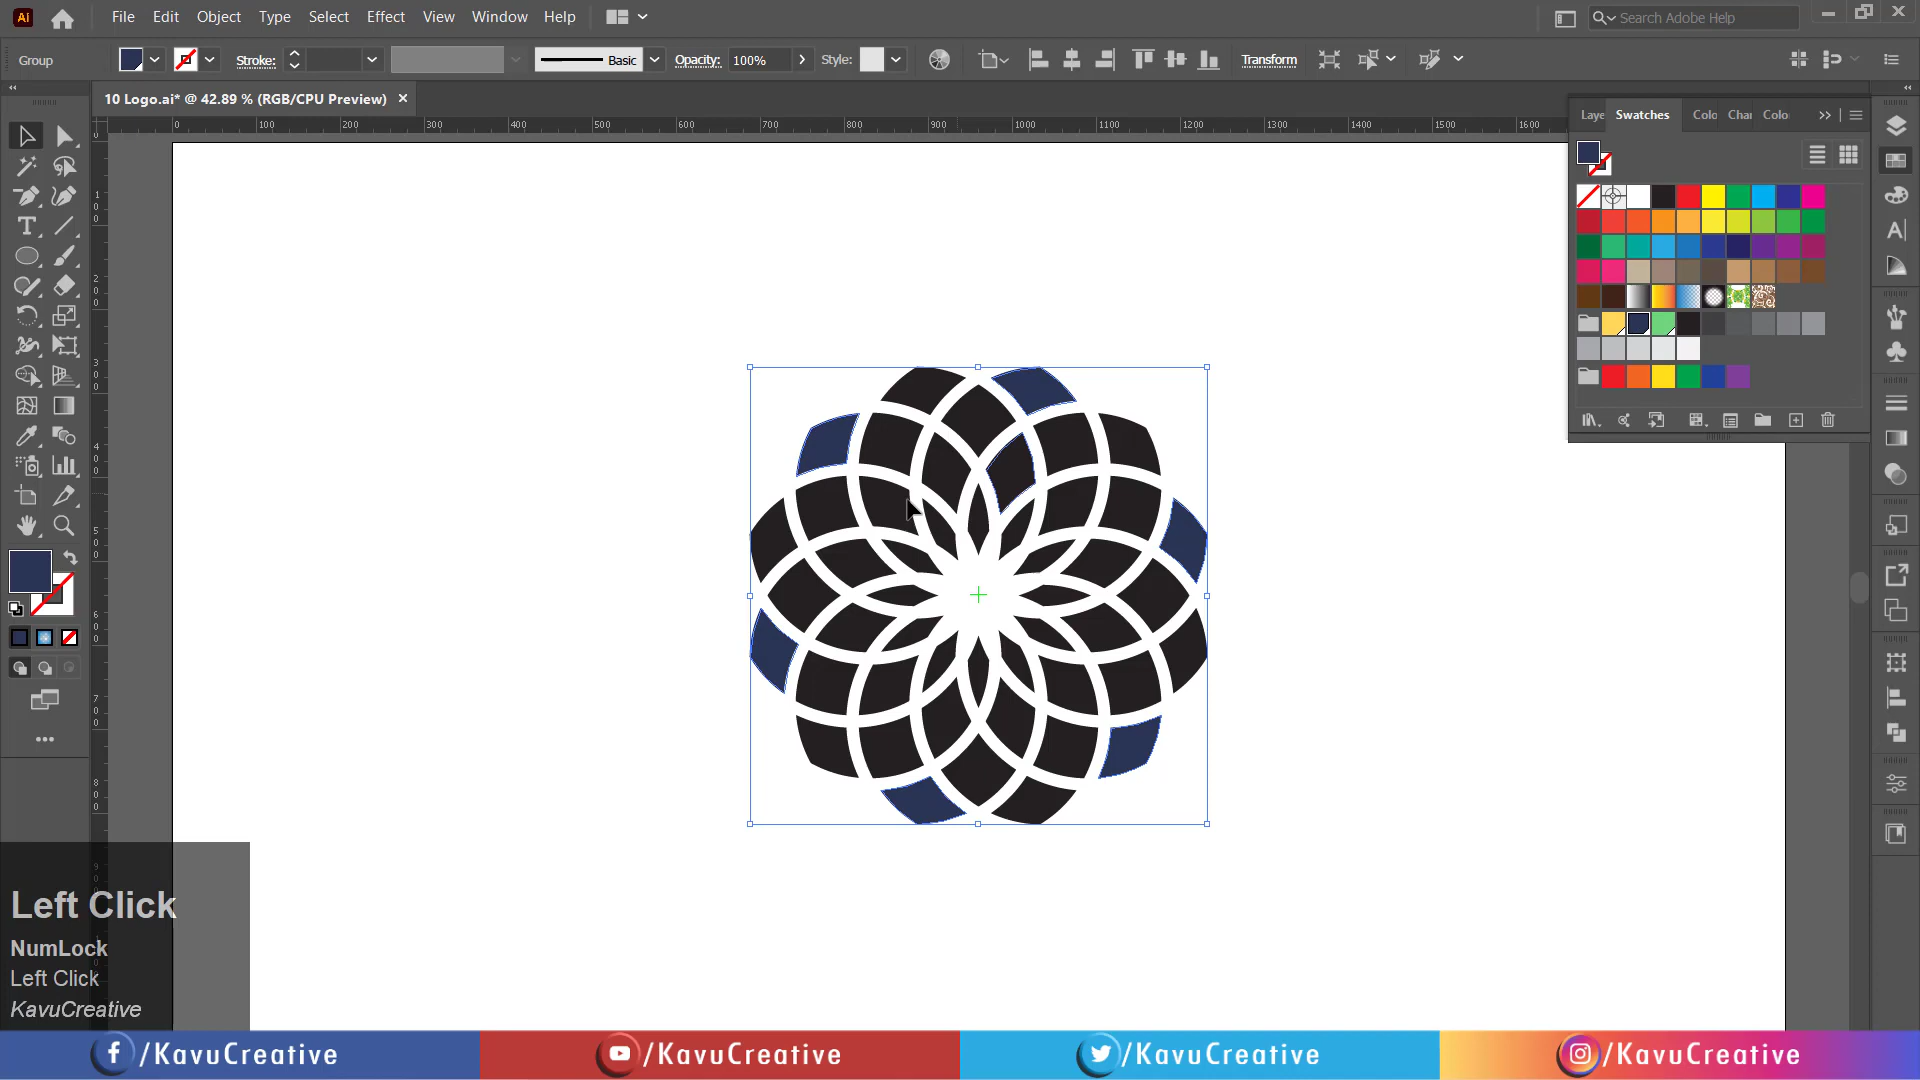 Ai File Edit Object Type Select Effect View Window Help Search Adobe Help
Group Stroke: Basic Opacity: 100% Style: Transform
10 Logo.ai* @ 42.89 % (RGB/CPU Preview) ×
0 100 200 300 400 500 600 700 800 900 1000 1100 1200 1300 1400 1500 1600
Laye Swatches Colo Chai Colo
Left Click
NumLock
Left Click
KavuCreative
/KavuCreative /KavuCreative /KavuCreative /KavuCreative